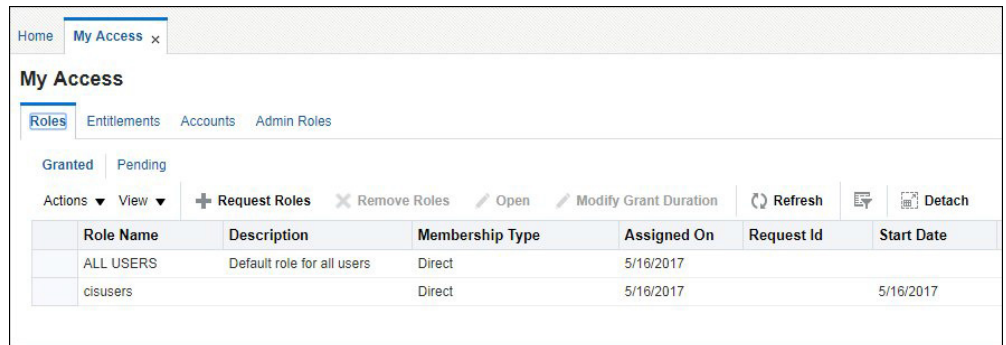 Home My Access x
My Access
Roles Entitlements Accounts Admin Roles
Granted Pending
Actions View Request Roles Remove Roles Open Modify Grant Duration Refresh Detach
Role Name Description Membership Type Assigned On Request Id Start Date
ALL USERS Default role for all users Direct 5/16/2017
cisusers Direct 5/16/2017 5/16/2017